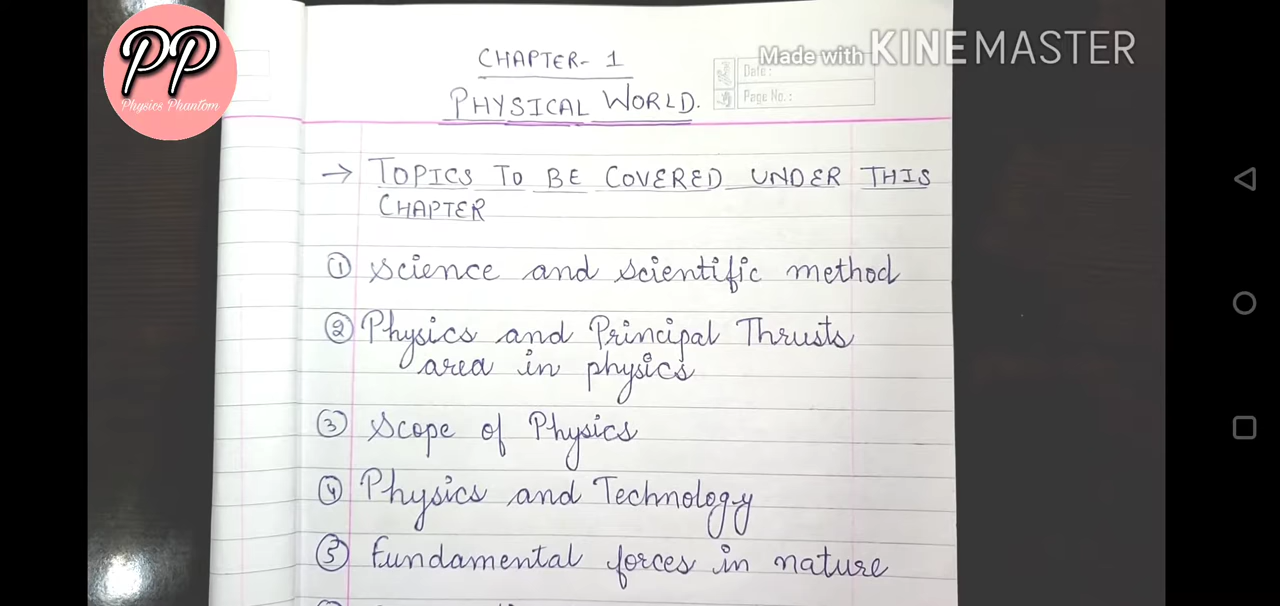 PP
Physics Phantom
Made with KINEMASTER
CHAPTER- 1
Date :
Page No. :
PHYSICAL WORLD.
→ TOPICS TO BE COVERED UNDER THIS
CHAPTER
① Science and scientific method
② Physics and Principal Thrusts
area in physics
③ Scope of Physics
④ Physics and Technology
⑤ Fundamental forces in nature